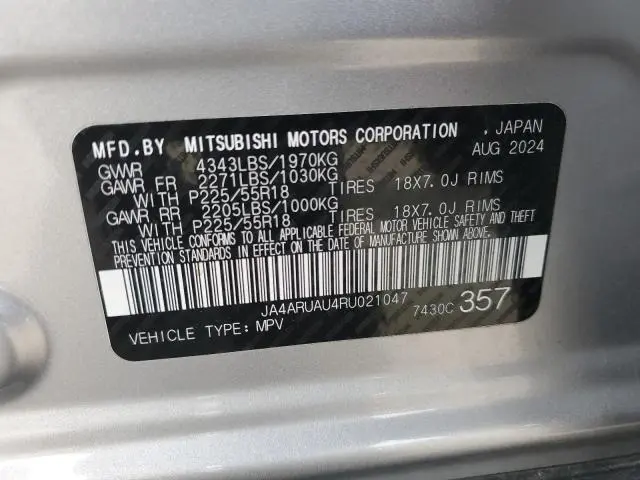 MFD.BY MITSUBISHI MOTORS CORPORATION . JAPAN
GVWR 4343LBS/1970KG AUG 2024
GAWR FR 2271LBS/1030KG
WITH P225/55R18 TIRES 18X7.0J RIMS
GAWR RR 2205LBS/1000KG
WITH P225/55R18 TIRES 18X7.0J RIMS
THIS VEHICLE CONFORMS TO ALL APPLICABLE FEDERAL MOTOR VEHICLE SAFETY AND THEFT
PREVENTION STANDARDS IN EFFECT ON THE DATE OF MANUFACTURE SHOWN ABOVE.
JA4ARUAU4RU021047 7430C 357
VEHICLE TYPE:MPV